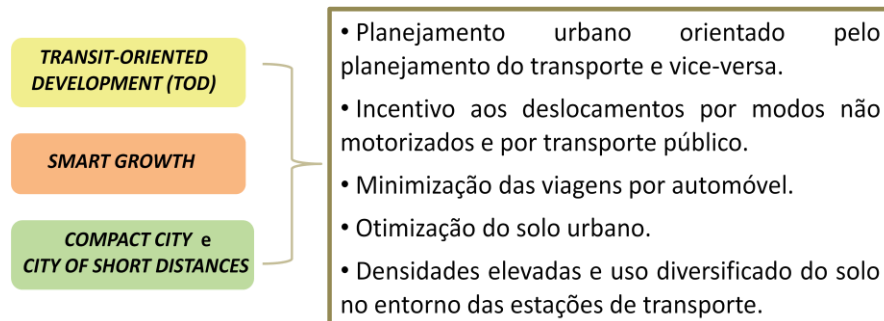 TRANSIT-ORIENTED
DEVELOPMENT (TOD)
SMART GROWTH
COMPACT CITY e
CITY OF SHORT DISTANCES
• Planejamento urbano orientado pelo
planejamento do transporte e vice-versa.
• Incentivo aos deslocamentos por modos não
motorizados e por transporte público.
• Minimização das viagens por automóvel.
• Otimização do solo urbano.
• Densidades elevadas e uso diversificado do solo
no entorno das estações de transporte.